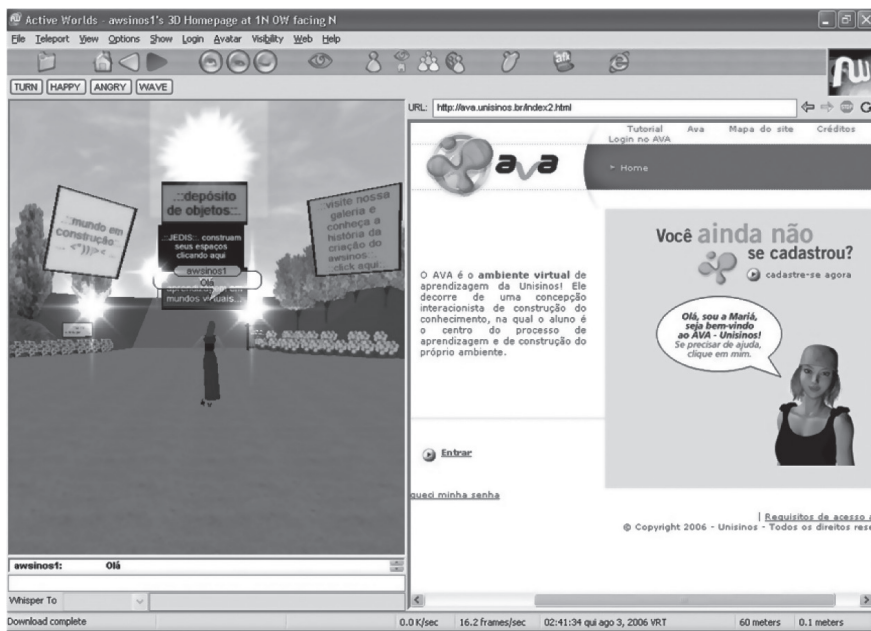 Active Worlds - awsinos1's 3D Homepage at 1N 0W facing N
File Teleport View Options Show Login Avatar Visibility Web Help
TURN HAPPY ANGRY WAVE
.::depósito
de objetos::.
.::mundo em
construção::.
... <°)))>< ...
.::JEDIS::. construam
seus espaços
clicando aqui
.::visite nossa
galeria e
conheça a
história da
criação do
awsinos::.
::click aqui::
awsinos1
Olá
mundos virtuais
awsinos1: Olá
Whisper To
URL: http://ava.unisinos.br/index2.html
Tutorial Ava Mapa do site Créditos
Login no AVA
ava
Home
O AVA é o ambiente virtual de
aprendizagem da Unisinos! Ele
decorre de uma concepção
interacionista de construção do
conhecimento, na qual o aluno é
o centro do processo de
aprendizagem e de construção do
próprio ambiente.
Você ainda não
se cadastrou?
cadastre-se agora
Olá, sou a Mariá,
seja bem-vindo
ao AVA - Unisinos!
Se precisar de ajuda,
clique em mim.
Entrar
queci minha senha
| Requisitos de acesso a
© Copyright 2006 - Unisinos - Todos os direitos rese
Download complete 0.0 K/sec 16.2 frames/sec 02:41:34 qui ago 3, 2006 VRT 60 meters 0.1 meters